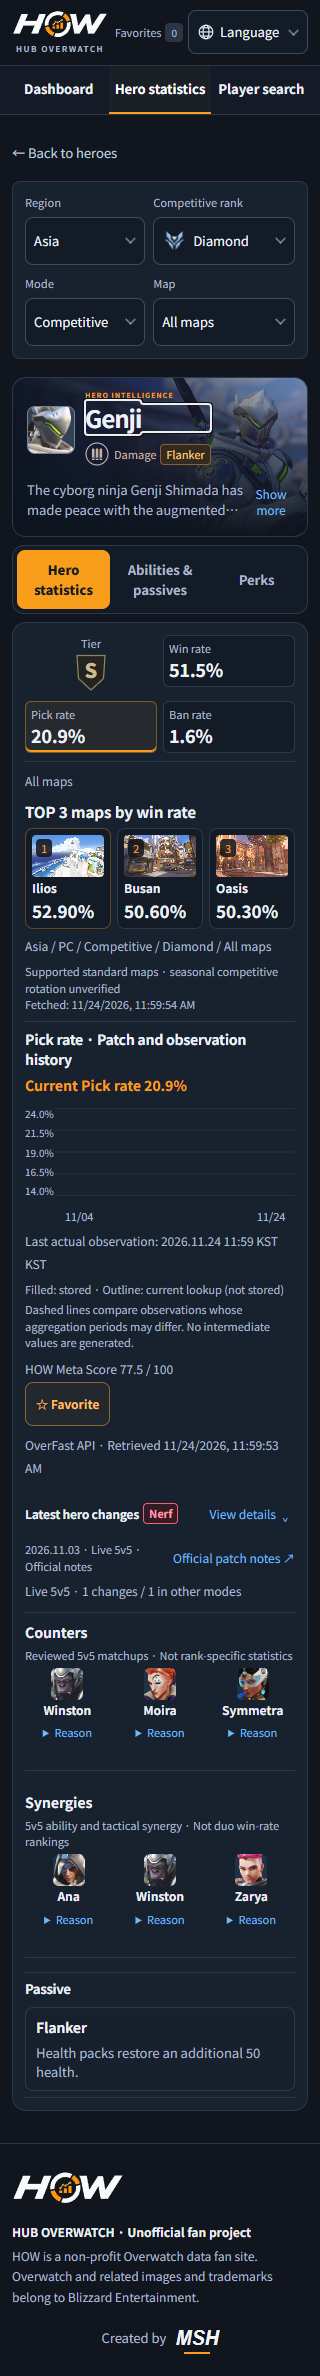 HOW
HUB OVERWATCH
Favorites 0
Language
Dashboard Hero statistics Player search
← Back to heroes
Region Competitive rank
Asia Diamond
Mode Map
Competitive All maps
HERO INTELLIGENCE
Genji
Damage Flanker
The cyborg ninja Genji Shimada has
made peace with the augmented…
Show
more
Hero
statistics
Abilities &
passives
Perks
Tier
S
Win rate
51.5%
Pick rate
20.9%
Ban rate
1.6%
All maps
TOP 3 maps by win rate
1 2 3
Ilios Busan Oasis
52.90% 50.60% 50.30%
Asia / PC / Competitive / Diamond / All maps
Supported standard maps · seasonal competitive
rotation unverified
Fetched: 11/24/2026, 11:59:54 AM
Pick rate · Patch and observation
history
Current Pick rate 20.9%
24.0%
21.5%
19.0%
16.5%
14.0%
11/04 11/24
Last actual observation: 2026.11.24 11:59 KST
KST
Filled: stored · Outline: current lookup (not stored)
Dashed lines compare observations whose
aggregation periods may differ. No intermediate
values are generated.
HOW Meta Score 77.5 / 100
☆ Favorite
OverFast API · Retrieved 11/24/2026, 11:59:53
AM
Latest hero changes Nerf View details
2026.11.03 · Live 5v5 ·
Official notes
Official patch notes ↗
Live 5v5 · 1 changes / 1 in other modes
Counters
Reviewed 5v5 matchups · Not rank-specific statistics
Winston Moira Symmetra
▶ Reason ▶ Reason ▶ Reason
Synergies
5v5 ability and tactical synergy · Not duo win-rate
rankings
Ana Winston Zarya
▶ Reason ▶ Reason ▶ Reason
Passive
Flanker
Health packs restore an additional 50
health.
HOW
HUB OVERWATCH · Unofficial fan project
HOW is a non-profit Overwatch data fan site.
Overwatch and related images and trademarks
belong to Blizzard Entertainment.
Created by MSH